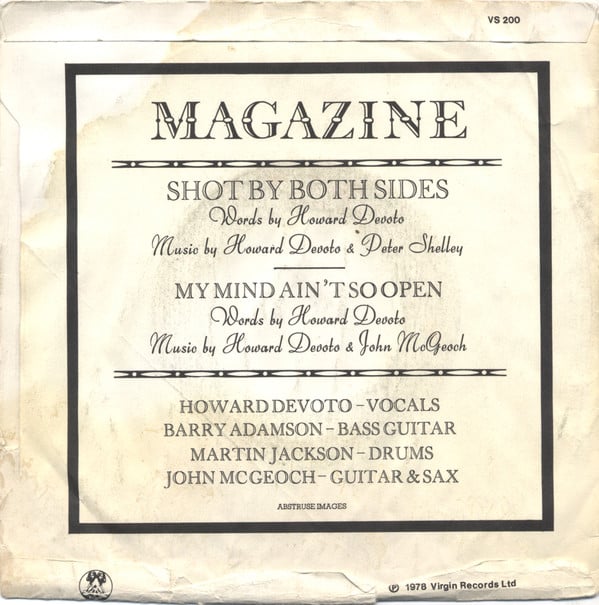 VS 200
MAGAZINE
SHOT BY BOTH SIDES
Words by Howard Devoto
Music by Howard Devoto & Peter Shelley
MY MIND AIN'T SO OPEN
Words by Howard Devoto
Music by Howard Devoto & John McGeoch
HOWARD DEVOTO – VOCALS
BARRY ADAMSON – BASS GUITAR
MARTIN JACKSON – DRUMS
JOHN MCGEOCH – GUITAR & SAX
ABSTRUSE IMAGES
℗ 1978 Virgin Records Ltd